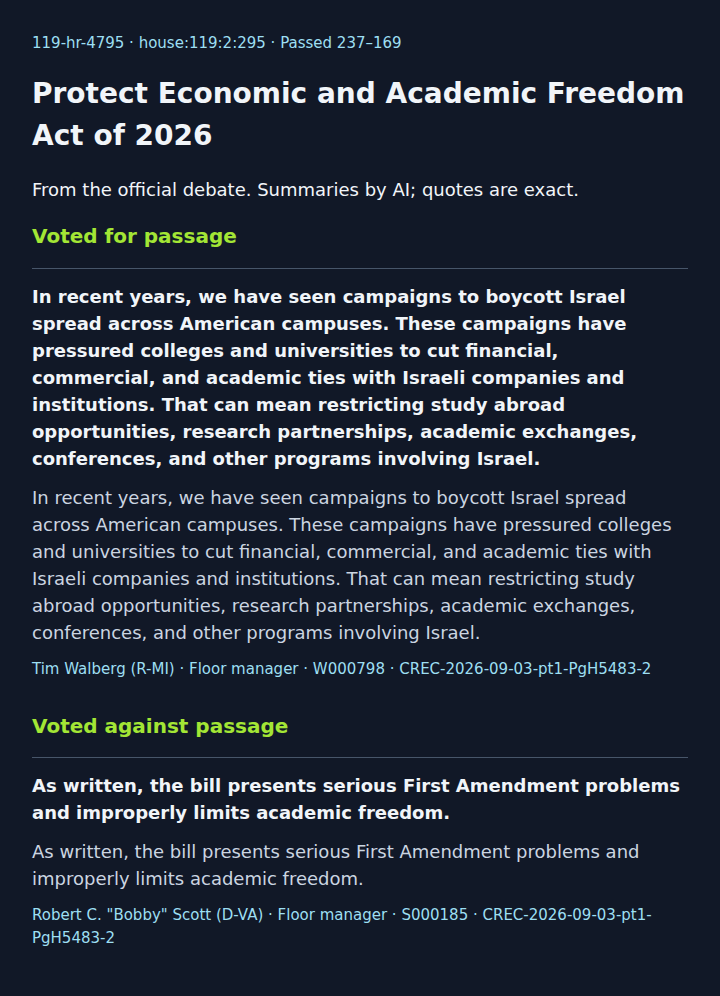 119-hr-4795 · house:119:2:295 · Passed 237–169
Protect Economic and Academic Freedom
Act of 2026
From the official debate. Summaries by AI; quotes are exact.
Voted for passage
In recent years, we have seen campaigns to boycott Israel
spread across American campuses. These campaigns have
pressured colleges and universities to cut financial,
commercial, and academic ties with Israeli companies and
institutions. That can mean restricting study abroad
opportunities, research partnerships, academic exchanges,
conferences, and other programs involving Israel.
In recent years, we have seen campaigns to boycott Israel spread
across American campuses. These campaigns have pressured colleges
and universities to cut financial, commercial, and academic ties with
Israeli companies and institutions. That can mean restricting study
abroad opportunities, research partnerships, academic exchanges,
conferences, and other programs involving Israel.
Tim Walberg (R-MI) · Floor manager · W000798 · CREC-2026-09-03-pt1-PgH5483-2
Voted against passage
As written, the bill presents serious First Amendment problems
and improperly limits academic freedom.
As written, the bill presents serious First Amendment problems and
improperly limits academic freedom.
Robert C. "Bobby" Scott (D-VA) · Floor manager · S000185 · CREC-2026-09-03-pt1-
PgH5483-2